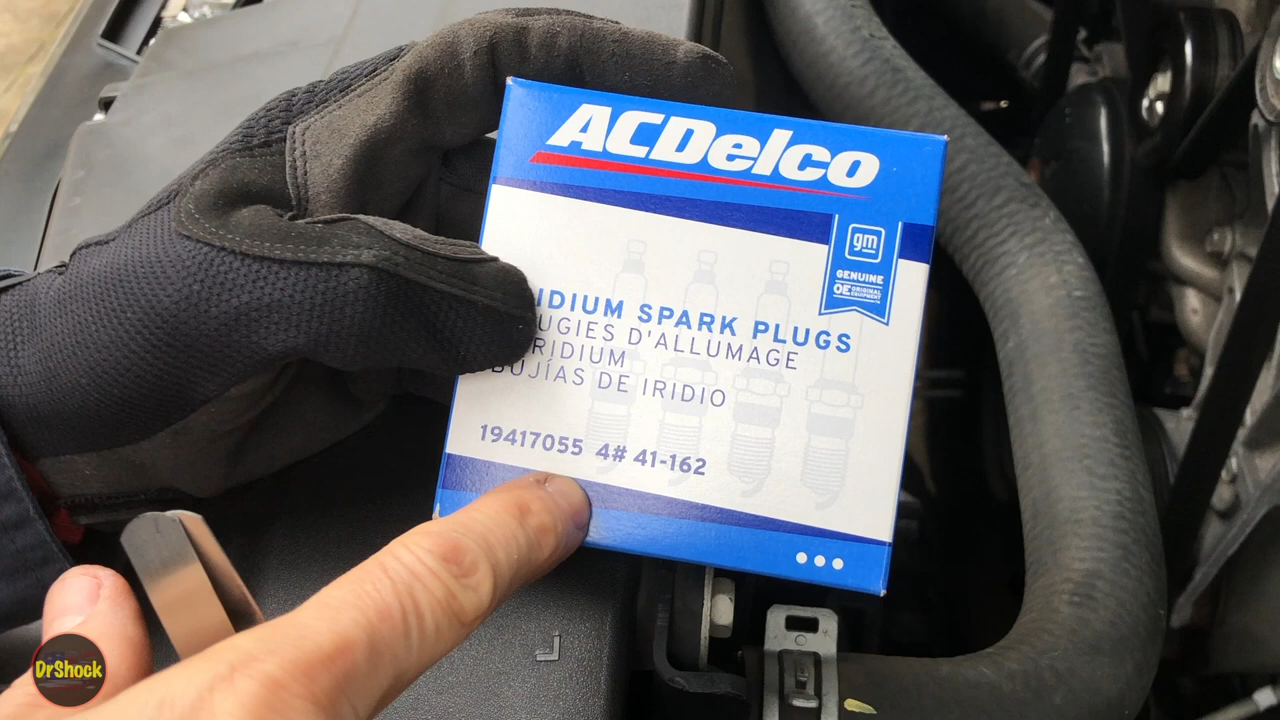 ACDelco
gm
GENUINE
OE ORIGINAL EQUIPMENT
IDIUM SPARK PLUGS
UGIES D'ALLUMAGE
RIDIUM
BUJÍAS DE IRIDIO
19417055 4# 41-162
DrShock